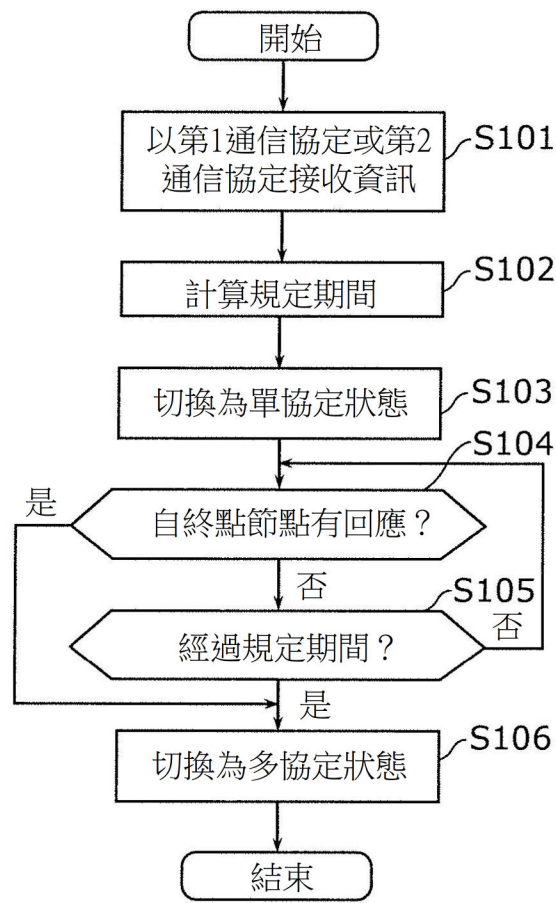 開始
以第1通信協定或第2
通信協定接收資訊
S101
計算規定期間
S102
切換為單協定狀態
S103
S104
是
自終點節點有回應？
否
S105
經過規定期間？
否
是
切換為多協定狀態
S106
結束